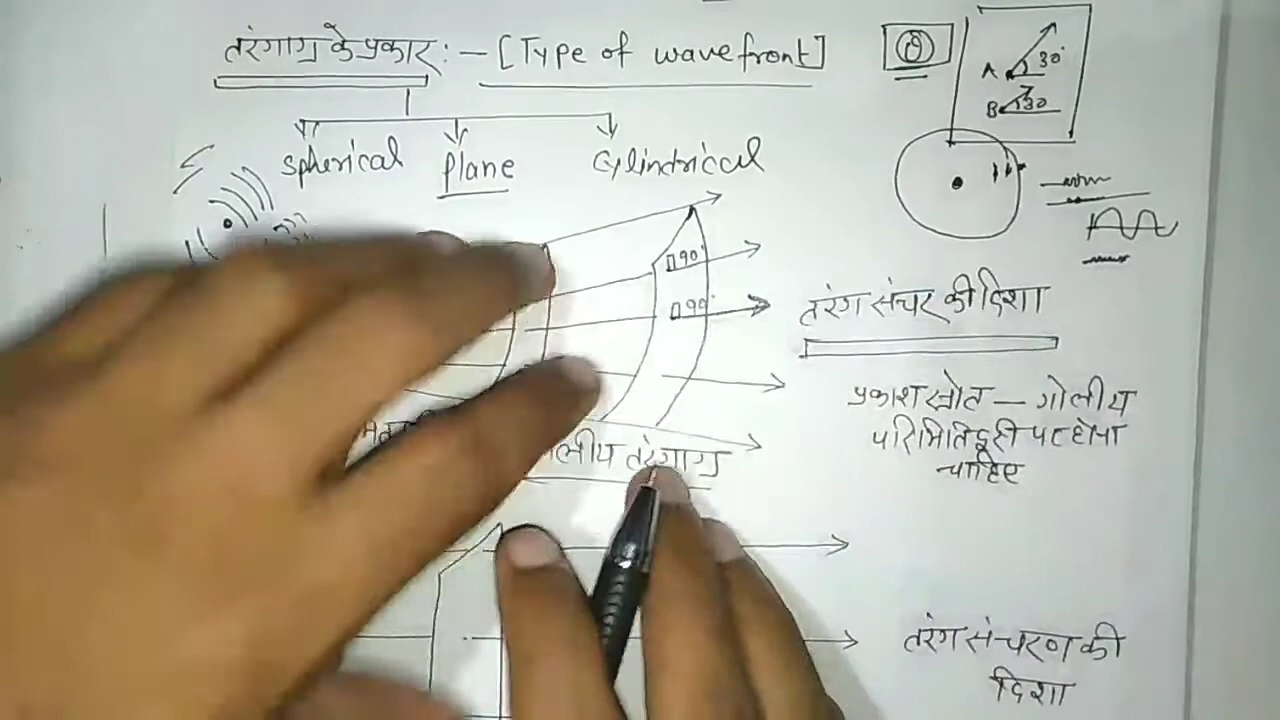 तरंगाग्र के प्रकार :- [Type of wavefront]
A 30°
B 30
Spherical Plane Cylindrical
90°
90°
तरंग संचर की दिशा
प्रकाश स्रोत — गोलीय
परिमित दूरी पर होना
चाहिए
लीय तरंगाग्र
तरंग संचरण की
दिशा